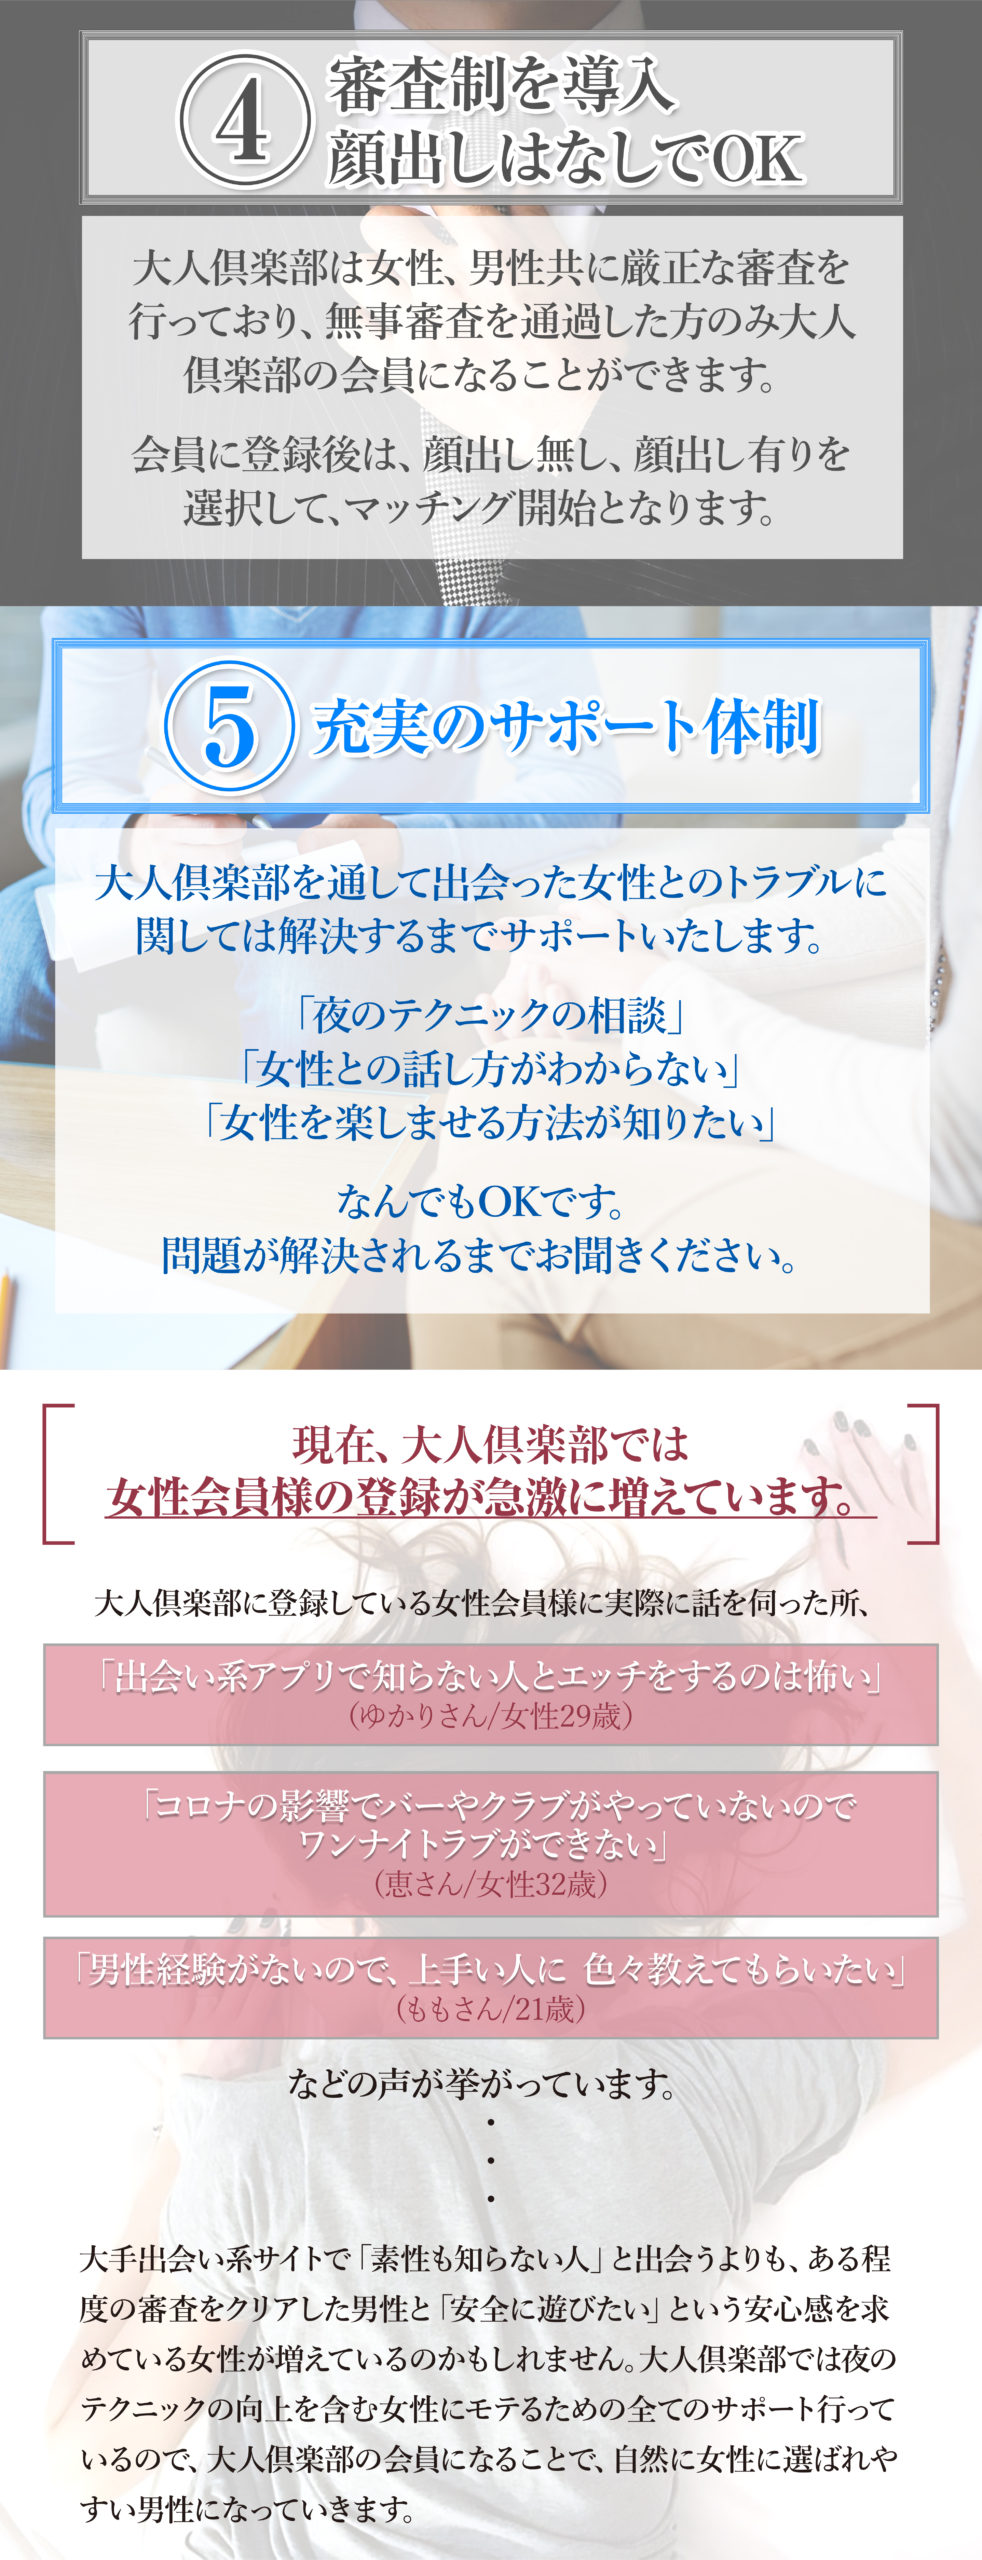 ④
審査制を導入
顔出しはなしでOK
大人倶楽部は女性、男性共に厳正な審査を
行っており、無事審査を通過した方のみ大人
倶楽部の会員になることができます。
会員に登録後は、顔出し無し、顔出し有りを
選択して、マッチング開始となります。
⑤ 充実のサポート体制
大人倶楽部を通して出会った女性とのトラブルに
関しては解決するまでサポートいたします。
「夜のテクニックの相談」
「女性との話し方がわからない」
「女性を楽しませる方法が知りたい」
なんでもOKです。
問題が解決されるまでお聞きください。
現在、大人倶楽部では
女性会員様の登録が急激に増えています。
大人倶楽部に登録している女性会員様に実際に話を伺った所、
「出会い系アプリで知らない人とエッチをするのは怖い」
（ゆかりさん/女性29歳）
「コロナの影響でバーやクラブがやっていないので
ワンナイトラブができない」
（恵さん/女性32歳）
「男性経験がないので、上手い人に 色々教えてもらいたい」
（ももさん/21歳）
などの声が挙がっています。
・
・
・
大手出会い系サイトで「素性も知らない人」と出会うよりも、ある程
度の審査をクリアした男性と「安全に遊びたい」という安心感を求
めている女性が増えているのかもしれません。大人倶楽部では夜の
テクニックの向上を含む女性にモテるための全てのサポート行って
いるので、大人倶楽部の会員になることで、自然に女性に選ばれや
すい男性になっていきます。